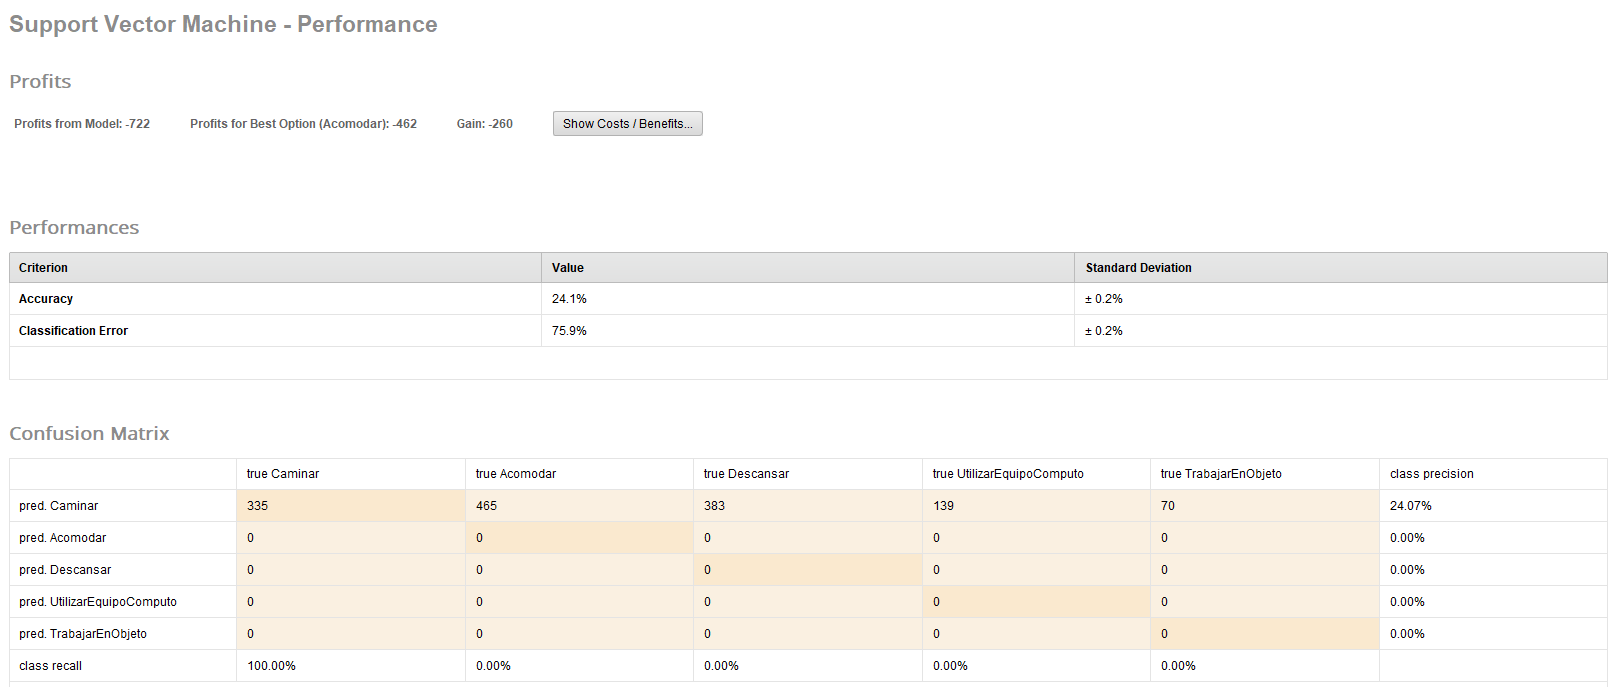 Support Vector Machine - Performance
Profits
Profits from Model: -722 Profits for Best Option (Acomodar): -462 Gain: -260 Show Costs / Benefits...
Performances
Criterion Value Standard Deviation
Accuracy 24.1% ± 0.2%
Classification Error 75.9% ± 0.2%
Confusion Matrix
true Caminar true Acomodar true Descansar true UtilizarEquipoComputo true TrabajarEnObjeto class precision
pred. Caminar 335 465 383 139 70 24.07%
pred. Acomodar 0 0 0 0 0 0.00%
pred. Descansar 0 0 0 0 0 0.00%
pred. UtilizarEquipoComputo 0 0 0 0 0 0.00%
pred. TrabajarEnObjeto 0 0 0 0 0 0.00%
class recall 100.00% 0.00% 0.00% 0.00% 0.00%